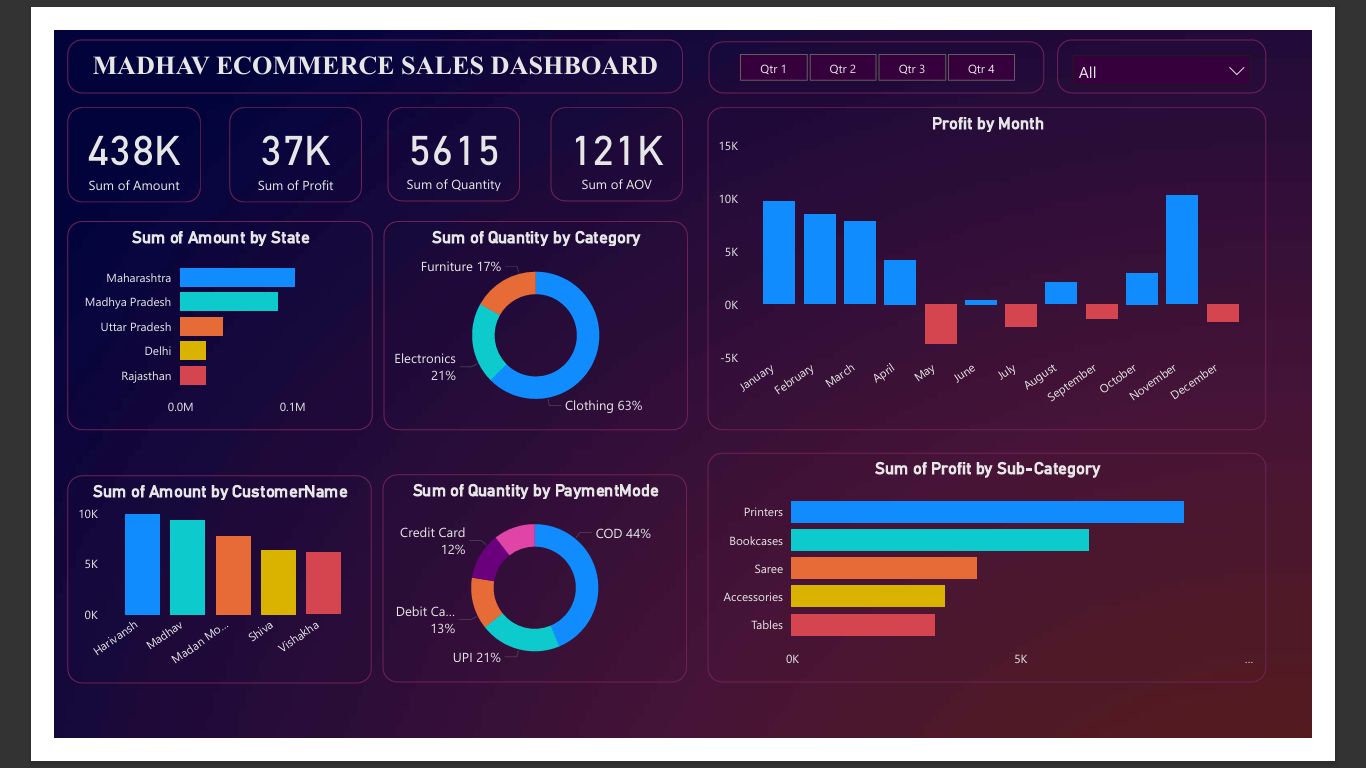 MADHAV ECOMMERCE SALES DASHBOARD
Qtr 1
Qtr 2
Qtr 3
Qtr 4
All
438K
Sum of Amount
37K
Sum of Profit
5615
Sum of Quantity
121K
Sum of AOV
Profit by Month
15K
10K
5K
0K
-5K
January
February
March
April
May
June
July
August
September
October
November
December
Sum of Amount by State
Maharashtra
Madhya Pradesh
Uttar Pradesh
Delhi
Rajasthan
0.0M
0.1M
Sum of Quantity by Category
Furniture 17%
Electronics
21%
Clothing 63%
Sum of Amount by CustomerName
10K
5K
0K
Harivansh
Madhav
Madan Mo...
Shiva
Vishakha
Sum of Quantity by PaymentMode
Credit Card
12%
COD 44%
Debit Ca...
13%
UPI 21%
Sum of Profit by Sub-Category
Printers
Bookcases
Saree
Accessories
Tables
0K
5K
...